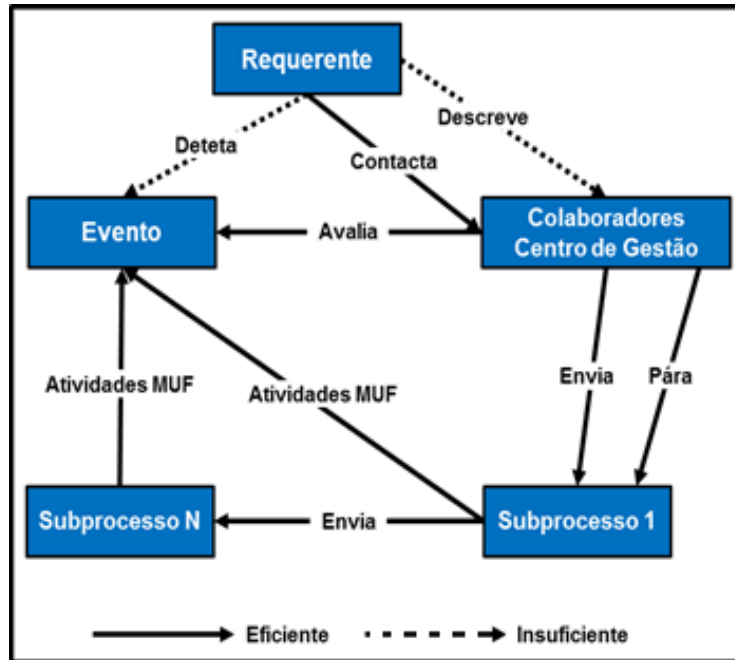 Requerente
Deteta
Descreve
Contacta
Evento
Avalia
Colaboradores
Centro de Gestão
Atividades MUF
Atividades MUF
Envia
Pára
Subprocesso N
Envia
Subprocesso 1
Eficiente
Insuficiente